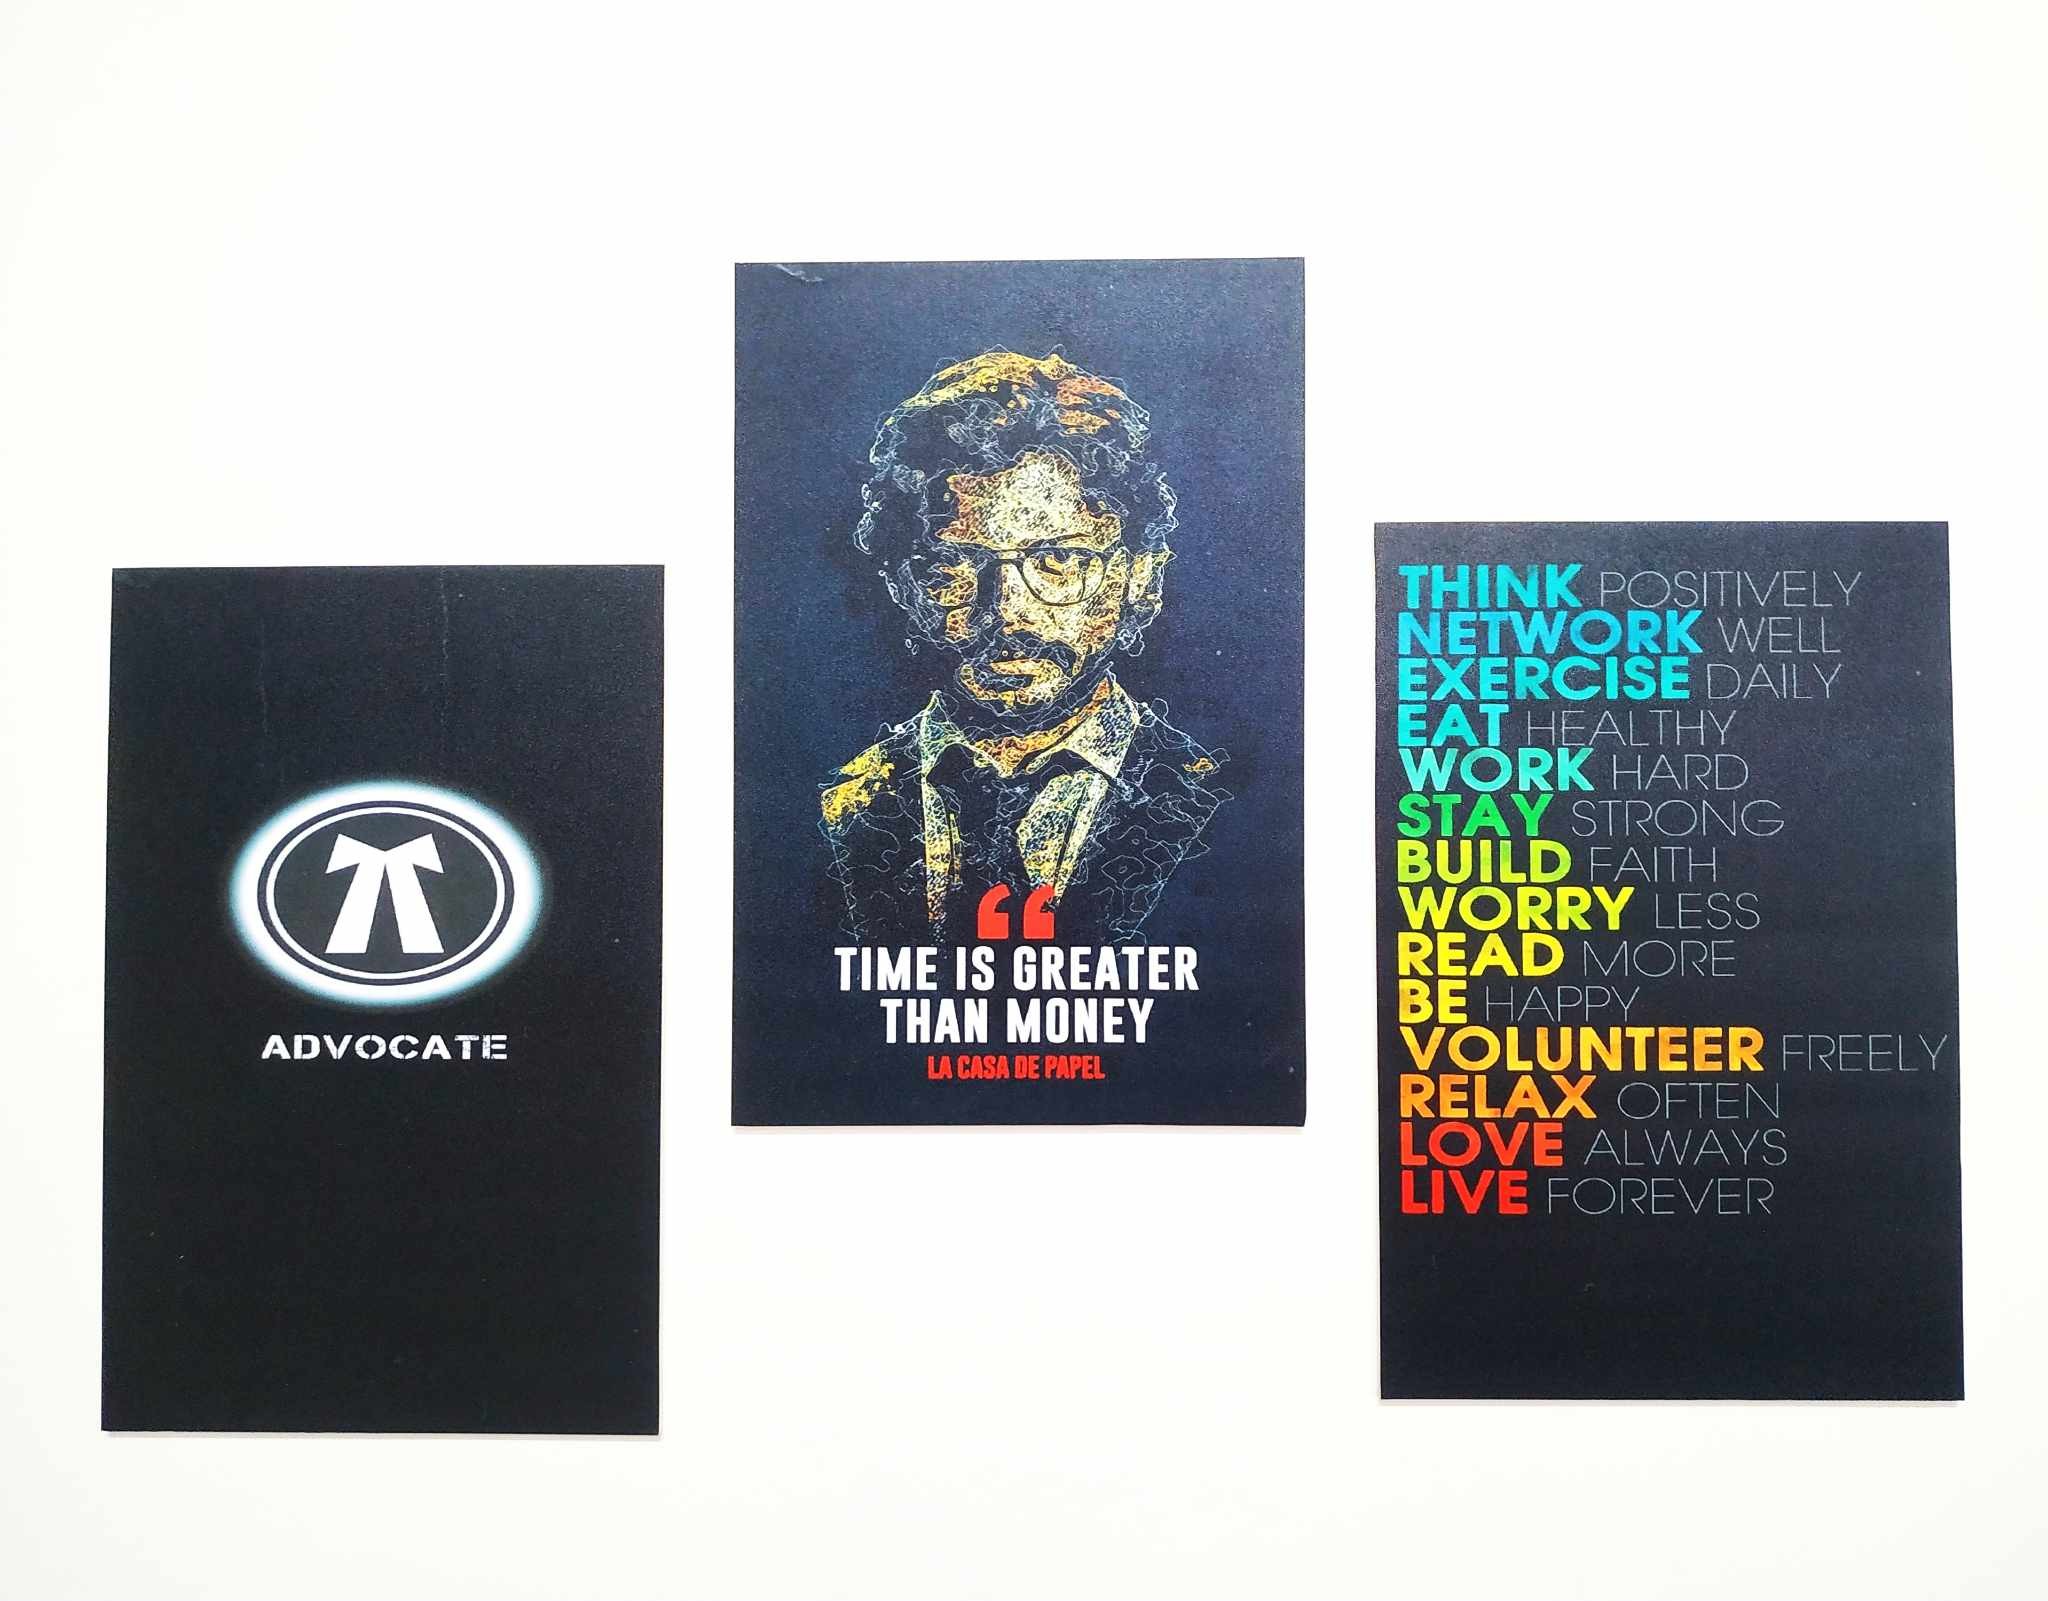 ADVOCATE
“
TIME IS GREATER
THAN MONEY
LA CASA DE PAPEL
THINK POSITIVELY
NETWORK WELL
EXERCISE DAILY
EAT HEALTHY
WORK HARD
STAY STRONG
BUILD FAITH
WORRY LESS
READ MORE
BE HAPPY
VOLUNTEER FREELY
RELAX OFTEN
LOVE ALWAYS
LIVE FOREVER